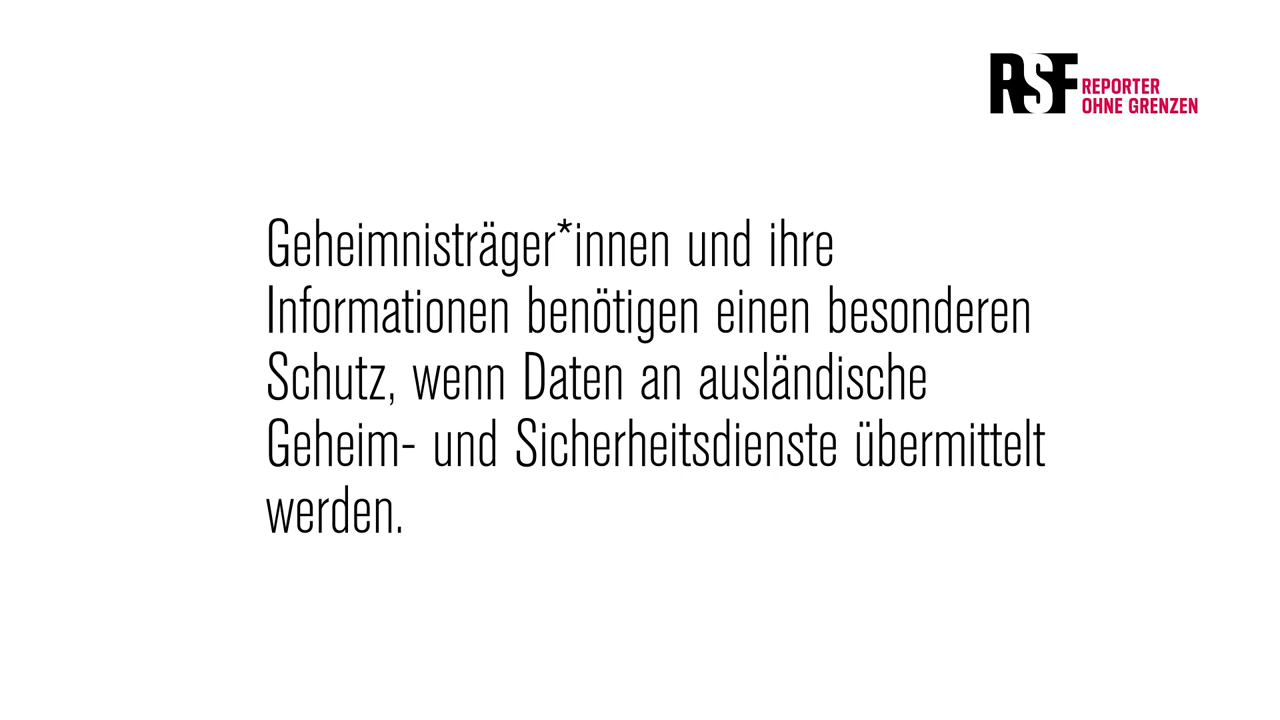 RSF REPORTER
OHNE GRENZEN
Geheimnisträger*innen und ihre
Informationen benötigen einen besonderen
Schutz, wenn Daten an ausländische
Geheim- und Sicherheitsdienste übermittelt
werden.